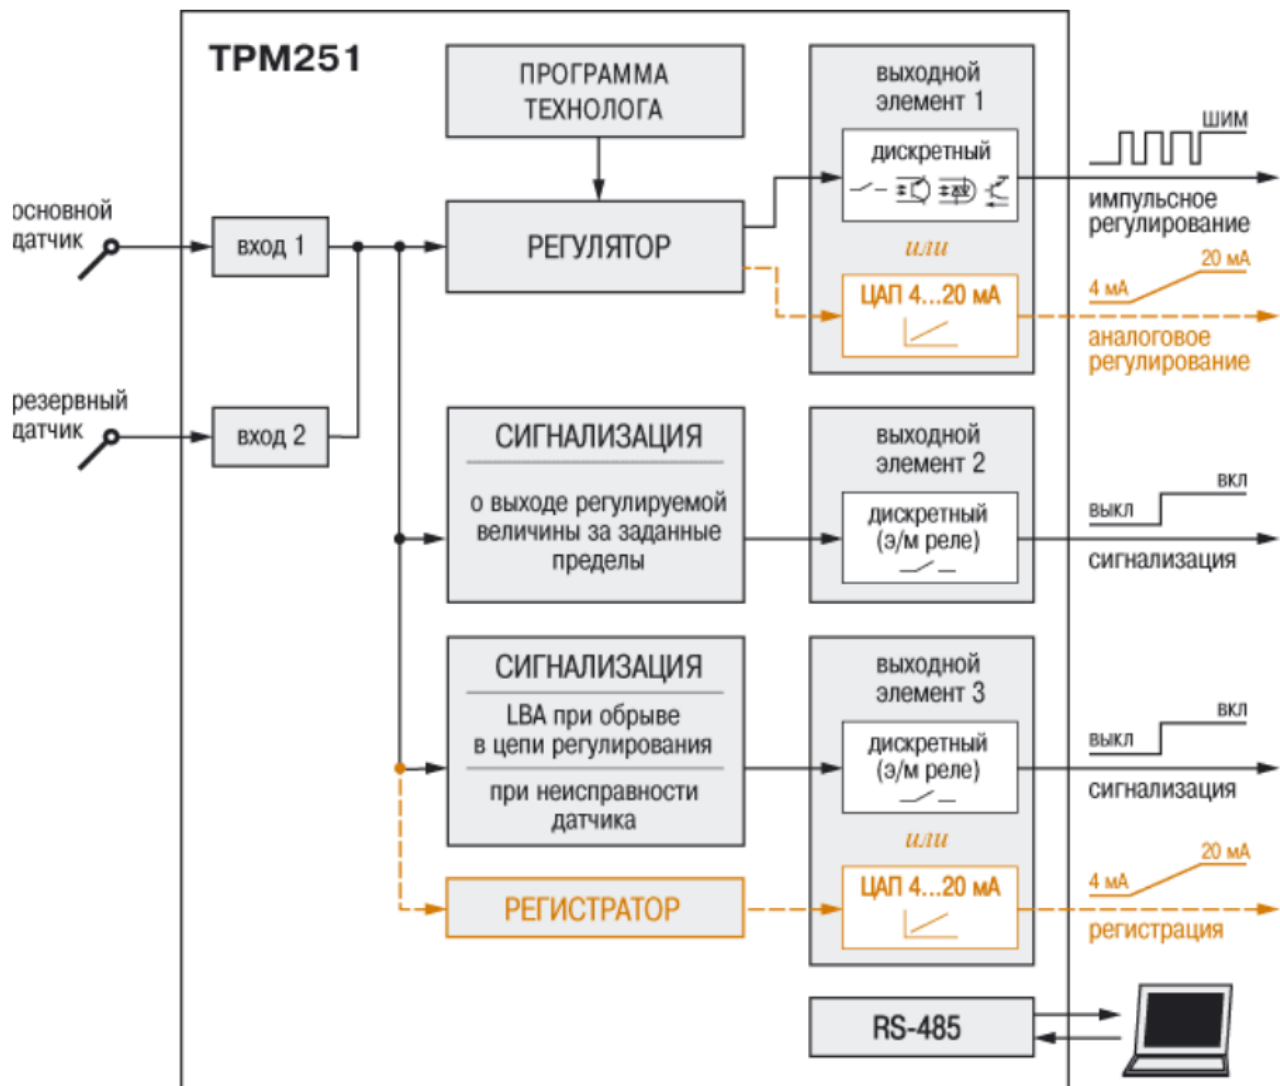 ТРМ251
ПРОГРАММА
ТЕХНОЛОГА
выходной
элемент 1
дискретный
или
ЦАП 4...20 мА
ШИМ
импульсное
регулирование
4 мА
20 мА
аналоговое
регулирование
основной
датчик
вход 1
РЕГУЛЯТОР
резервный
датчик
вход 2
СИГНАЛИЗАЦИЯ
о выходе регулируемой
величины за заданные
пределы
выходной
элемент 2
дискретный
(э/м реле)
выкл
вкл
сигнализация
СИГНАЛИЗАЦИЯ
LBA при обрыве
в цепи регулирования
при неисправности
датчика
выходной
элемент 3
дискретный
(э/м реле)
или
ЦАП 4...20 мА
выкл
вкл
сигнализация
РЕГИСТРАТОР
4 мА
20 мА
регистрация
RS-485